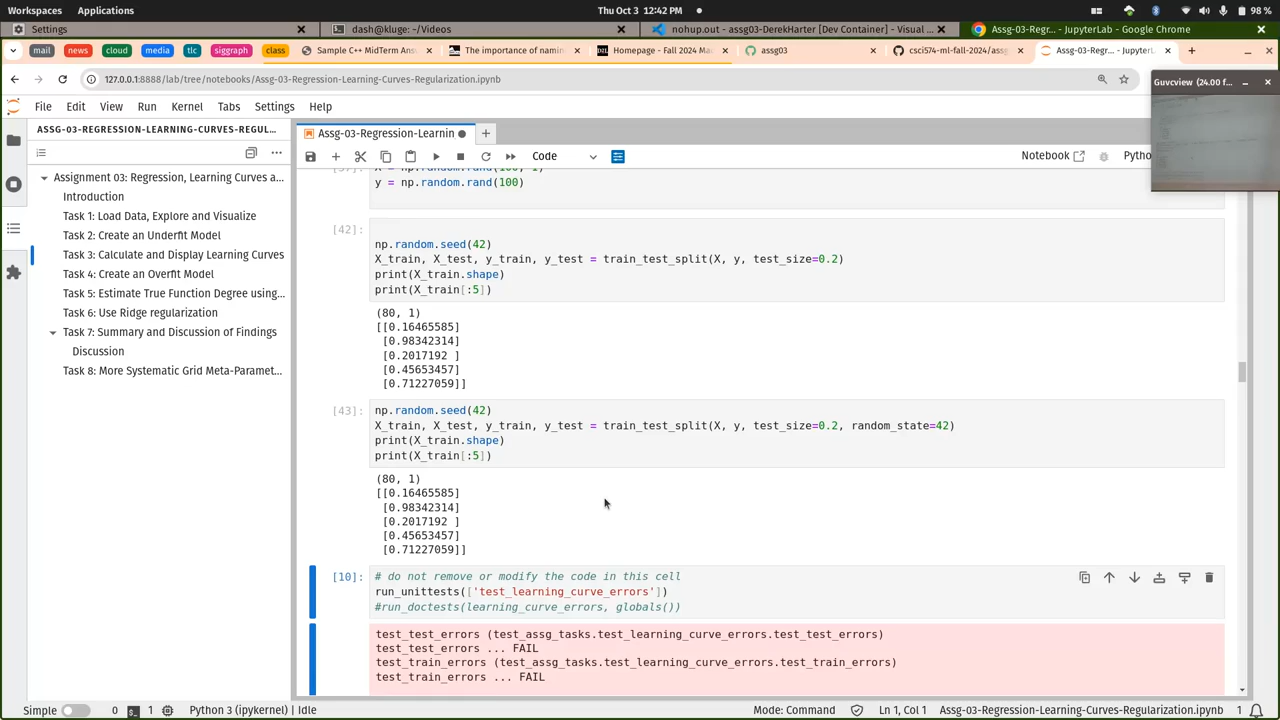 Workspaces Applications Thu Oct 3 12:42 PM 98 %
Settings dash@kluge: ~/Videos nohup.out - assg03-DerekHarter [Dev Container] - Visual ... Assg-03-Regr... - JupyterLab - Google Chrome
mail news cloud media tiles siggraph class Sample C++ MidTerm Ans The importance of namin Homepage - Fall 2024 Ma assg03 csci574-ml-fall-2024/assg Assg-03-Regr... - JupyterL
127.0.0.1:8888/lab/tree/notebooks/Assg-03-Regression-Learning-Curves-Regularization.ipynb
Guvcview (24.00 f...
File Edit View Run Kernel Tabs Settings Help
ASSG-03-REGRESSION-LEARNING-CURVES-REGUL...
Assg-03-Regression-Learnin
Code
Notebook
Pytho
Assignment 03: Regression, Learning Curves a...
Introduction
Task 1: Load Data, Explore and Visualize
Task 2: Create an Underfit Model
Task 3: Calculate and Display Learning Curves
Task 4: Create an Overfit Model
Task 5: Estimate True Function Degree using...
Task 6: Use Ridge regularization
Task 7: Summary and Discussion of Findings
Discussion
Task 8: More Systematic Grid Meta-Paramet...
y = np.random.rand(100)
[42]:
np.random.seed(42)
X_train, X_test, y_train, y_test = train_test_split(X, y, test_size=0.2)
print(X_train.shape)
print(X_train[:5])
(80, 1)
[[0.16465585]
[0.98342314]
[0.2017192 ]
[0.45653457]
[0.71227059]]
[43]:
np.random.seed(42)
X_train, X_test, y_train, y_test = train_test_split(X, y, test_size=0.2, random_state=42)
print(X_train.shape)
print(X_train[:5])
(80, 1)
[[0.16465585]
[0.98342314]
[0.2017192 ]
[0.45653457]
[0.71227059]]
[10]:
# do not remove or modify the code in this cell
run_unittests(['test_learning_curve_errors'])
#run_doctests(learning_curve_errors, globals())
test_test_errors (test_assg_tasks.test_learning_curve_errors.test_test_errors)
test_test_errors ... FAIL
test_train_errors (test_assg_tasks.test_learning_curve_errors.test_train_errors)
test_train_errors ... FAIL
Simple 0 1 Python 3 (ipykernel) | Idle Mode: Command Ln 1, Col 1 Assg-03-Regression-Learning-Curves-Regularization.ipynb 1